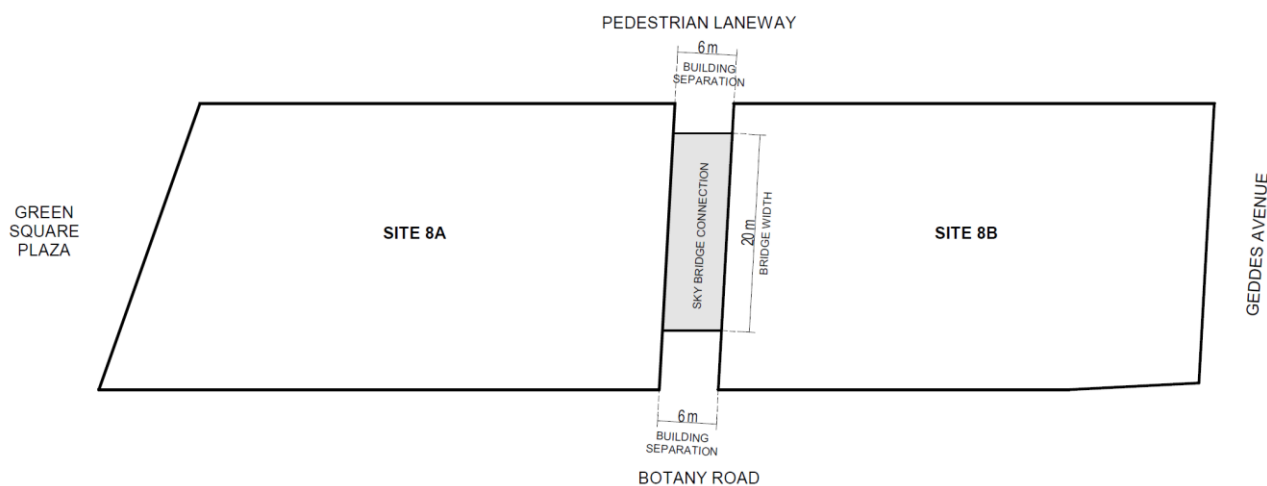 PEDESTRIAN LANEWAY
6m
BUILDING
SEPARATION
GREEN
SQUARE
PLAZA
SITE 8A
SKY BRIDGE CONNECTION
20m
BRIDGE WIDTH
SITE 8B
GEDDES AVENUE
6m
BUILDING
SEPARATION
BOTANY ROAD